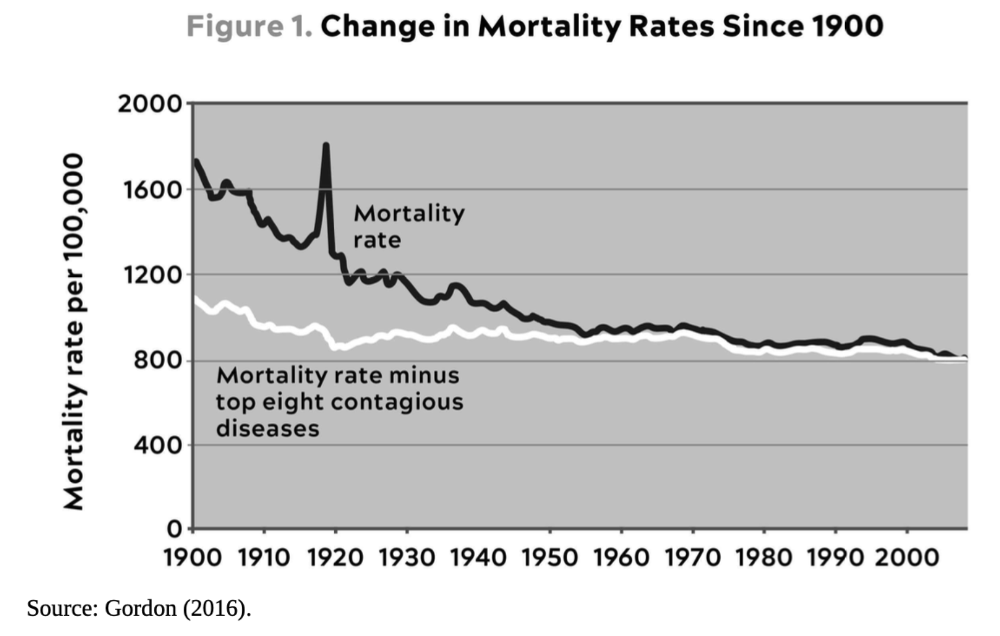 Figure 1. Change in Mortality Rates Since 1900
2000
1600
1200
800
400
0
Mortality rate per 100,000
Mortality
rate
Mortality rate minus
top eight contagious
diseases
1900 1910 1920 1930 1940 1950 1960 1970 1980 1990 2000
Source: Gordon (2016).